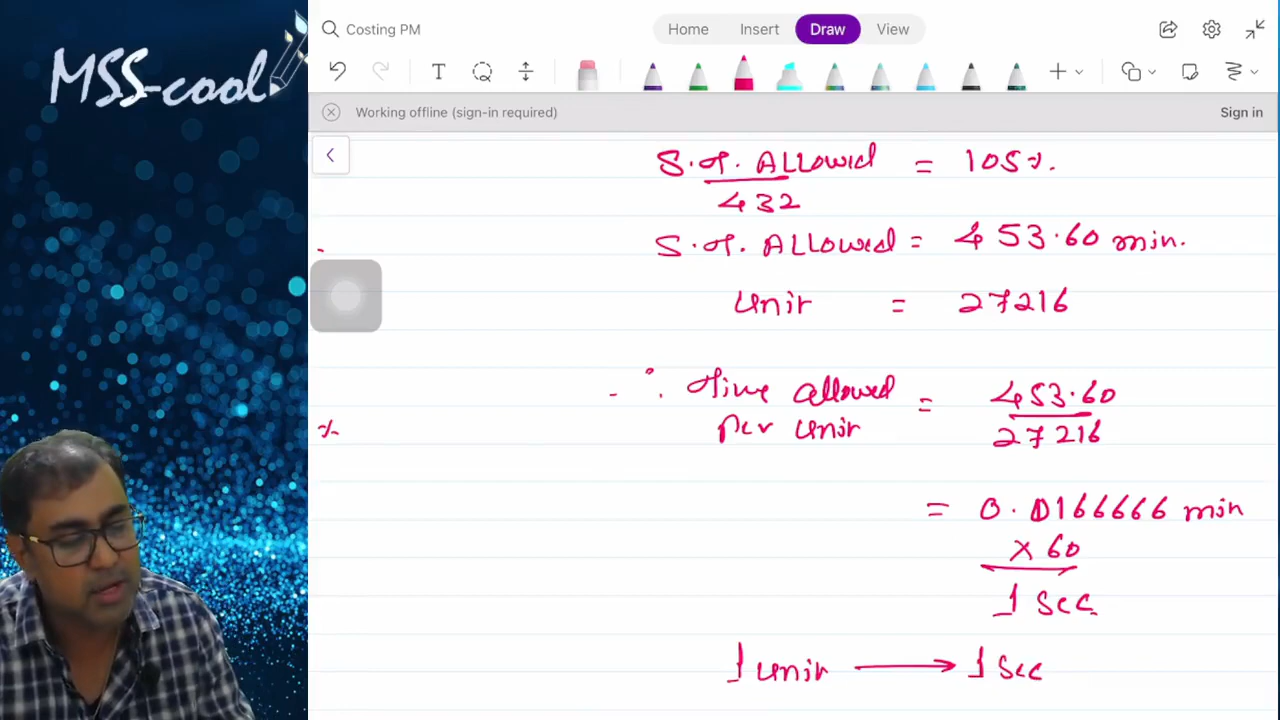 MSS-cool
Costing PM
Home Insert Draw View
Working offline (sign-in required)
Sign in
S.T. Allowed = 105%.
432
S.T. Allowed = 453.60 min.
Unit = 27216
∴ Time allowed per unit = 453.60
27216
%
= 0.0166666 min
x 60
1 Sec
1 unit → 1 Sec